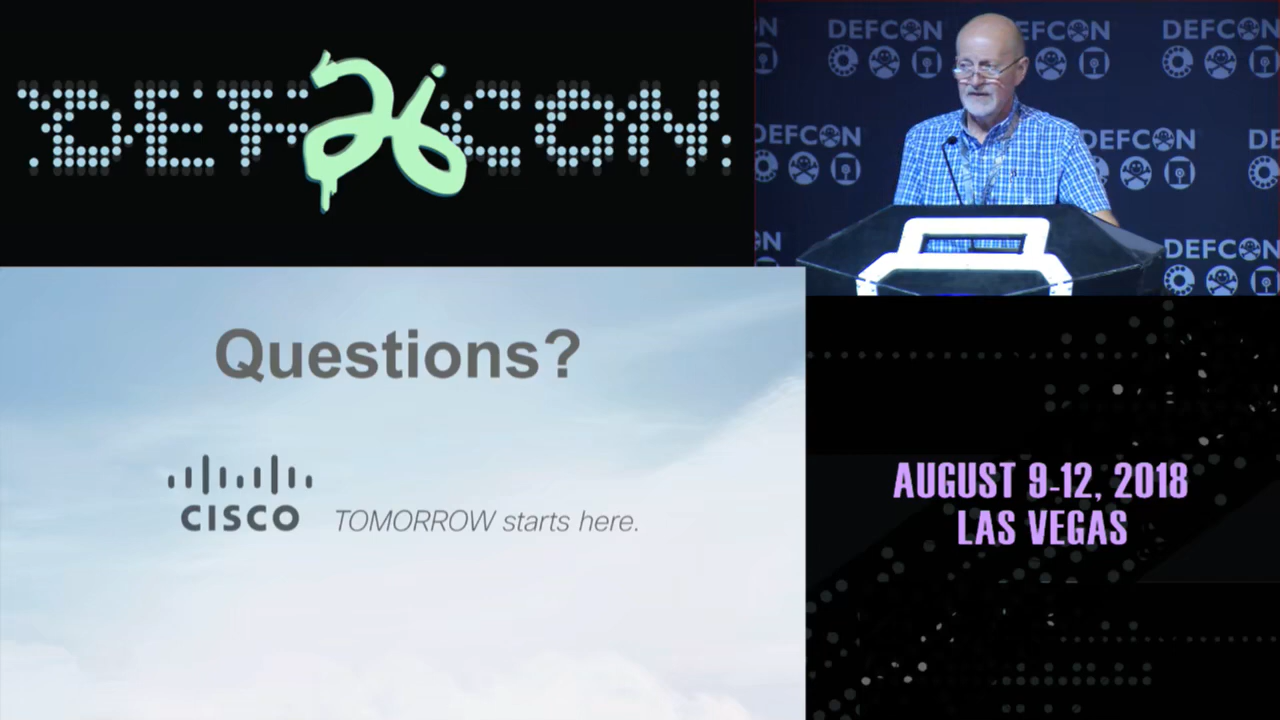 DEF 26 CON
DEFCON
DEFCON
DEFCON
DEFCON
DEFCON
DEFCON
Questions?
CISCO
TOMORROW starts here.
AUGUST 9-12, 2018
LAS VEGAS